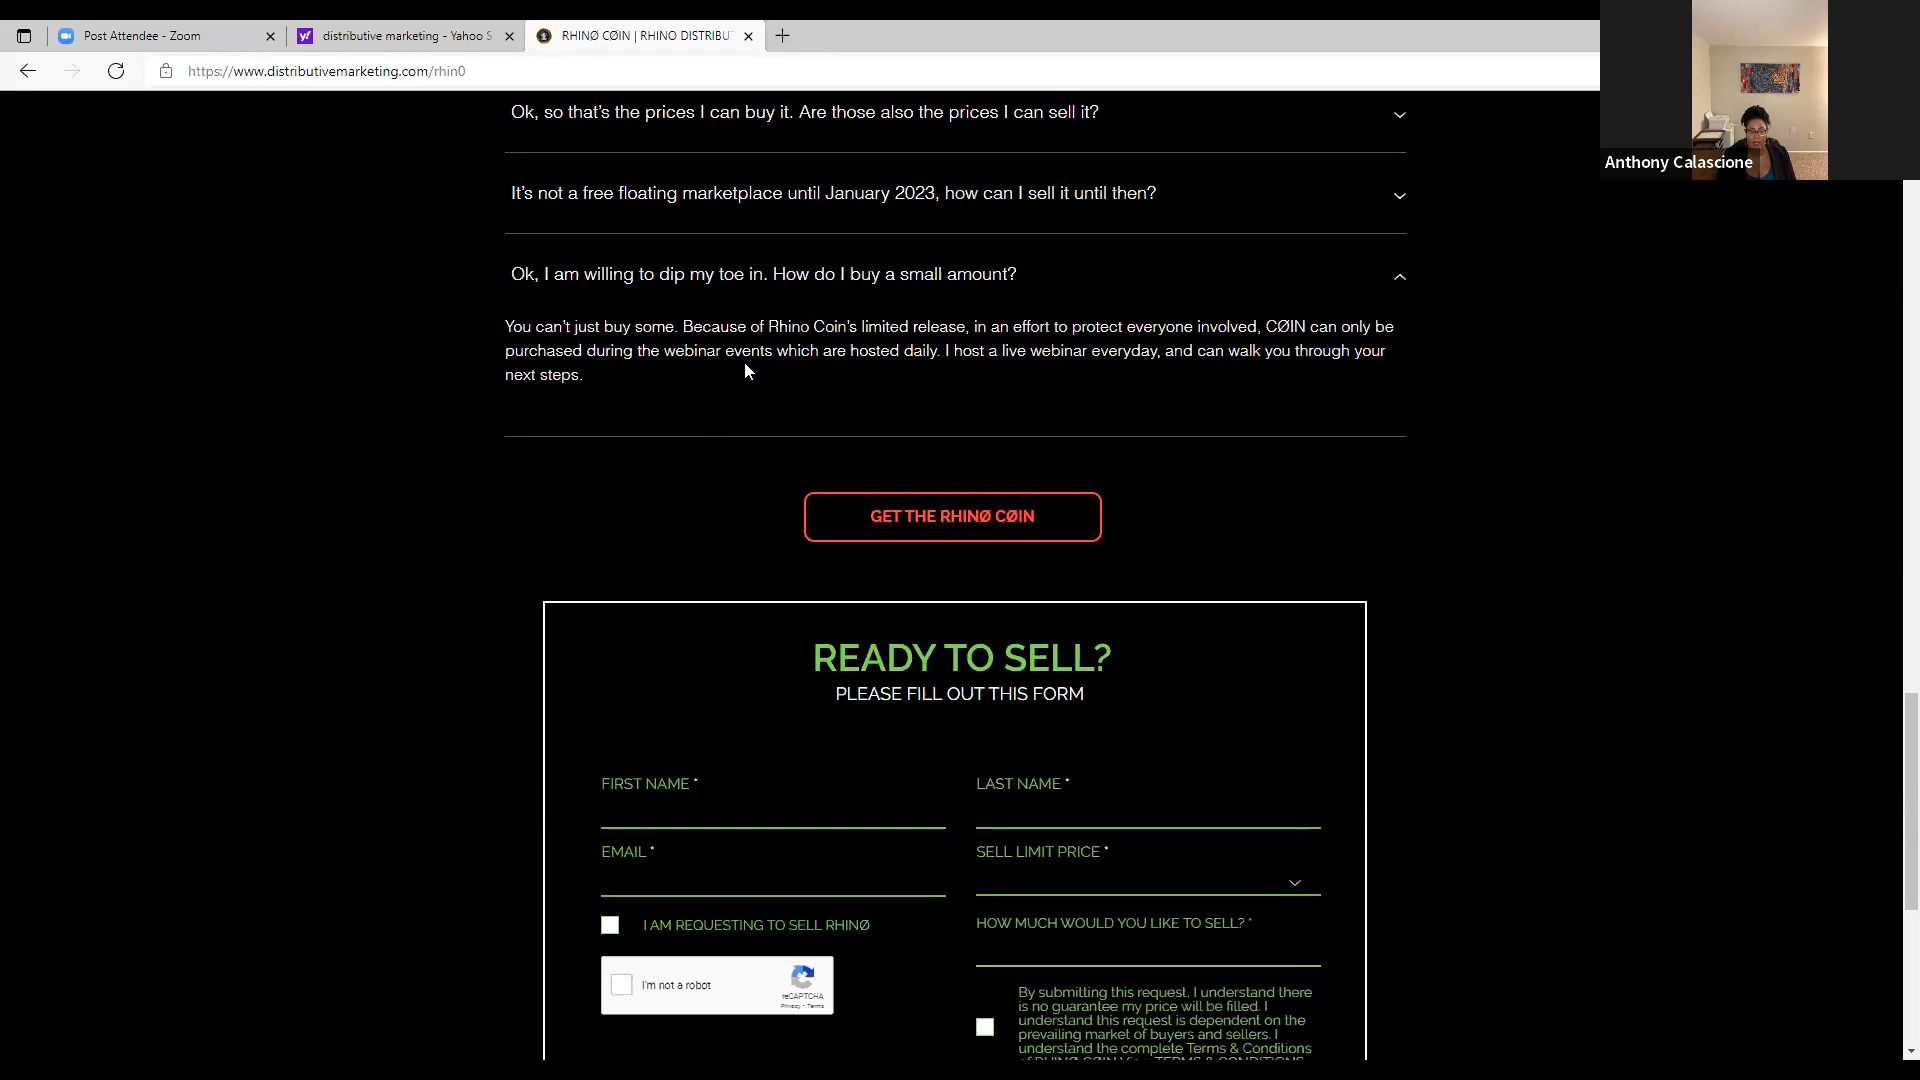 Post Attendee - Zoom
distributive marketing - Yahoo S
RHINØ CØIN | RHINO DISTRIBU
https://www.distributivemarketing.com/rhin0
Anthony Calascione
Ok, so that's the prices I can buy it. Are those also the prices I can sell it?
It's not a free floating marketplace until January 2023, how can I sell it until then?
Ok, I am willing to dip my toe in. How do I buy a small amount?
You can't just buy some. Because of Rhino Coin's limited release, in an effort to protect everyone involved, CØIN can only be
purchased during the webinar events which are hosted daily. I host a live webinar everyday, and can walk you through your
next steps.
GET THE RHINØ CØIN
READY TO SELL?
PLEASE FILL OUT THIS FORM
FIRST NAME *
LAST NAME *
EMAIL *
SELL LIMIT PRICE *
I AM REQUESTING TO SELL RHINØ
HOW MUCH WOULD YOU LIKE TO SELL? *
I'm not a robot
reCAPTCHA
Privacy - Terms
By submitting this request, I understand there
is no guarantee my price will be filled. I
understand this request is dependent on the
prevailing market of buyers and sellers. I
understand the complete Terms & Conditions
of RHINØ CØIN View TERMS & CONDITIONS